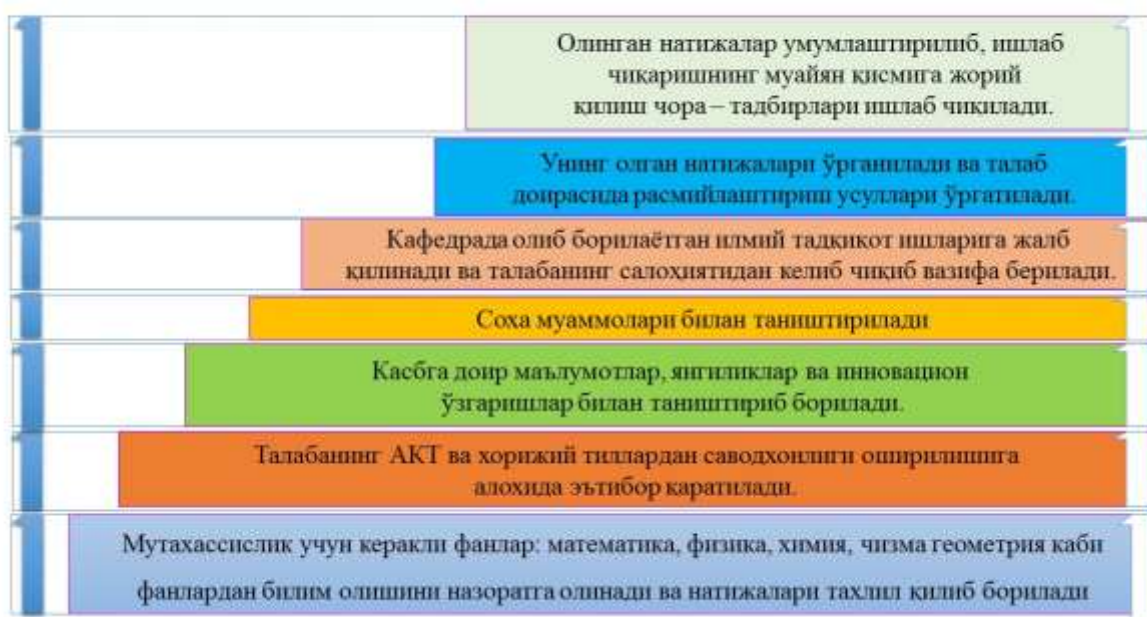 Олинган натижалар умумлаштирилиб, ишлаб
чиқаришнинг муайян қисмига жорий
қилиш чора – тадбирлари ишлаб чиқилади.
Унинг олган натижалари ўрганилади ва талаб
доирасида расмийлаштириш усуллари ўргатилади.
Кафедрада олиб борилаётган илмий тадқикот ишларига жалб
қилинади ва талабанинг салоҳиятидан келиб чиқиб вазифа берилади.
Соҳа муаммолари билан таништирилади
Касбга доир маълумотлар, янгиликлар ва инновацион
ўзгаришлар билан таништириб борилади.
Талабанинг АКТ ва хорижий тиллардан саводхонлиги оширилишига
алохида эътибор қаратилади.
Мутахассислик учун керакли фанлар: математика, физика, химия, чизма геометрия каби
фанлардан билим олишини назоратга олинади ва натижалари тахлил қилиб борилади